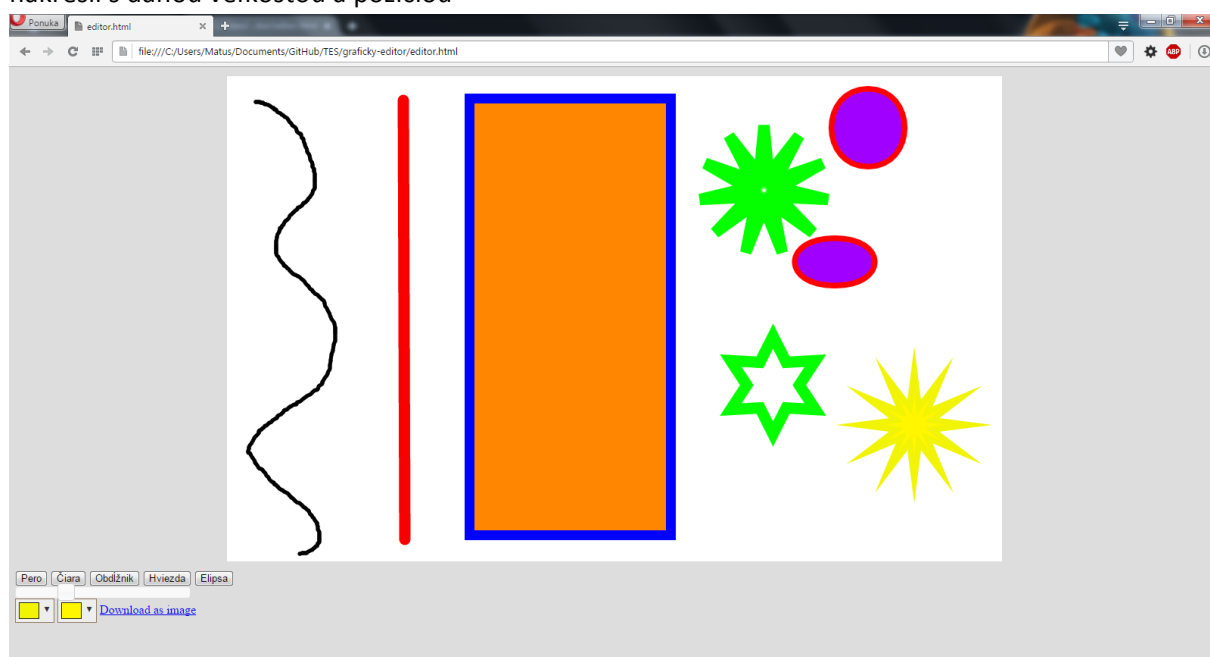 nakreslí s danou veľkosťou a pozíciou
Ponuka editor.html
file:///C:/Users/Matus/Documents/GitHub/TES/graficky-editor/editor.html
ABP
Pero Čiara Obdĺžnik Hviezda Elipsa
Download as image